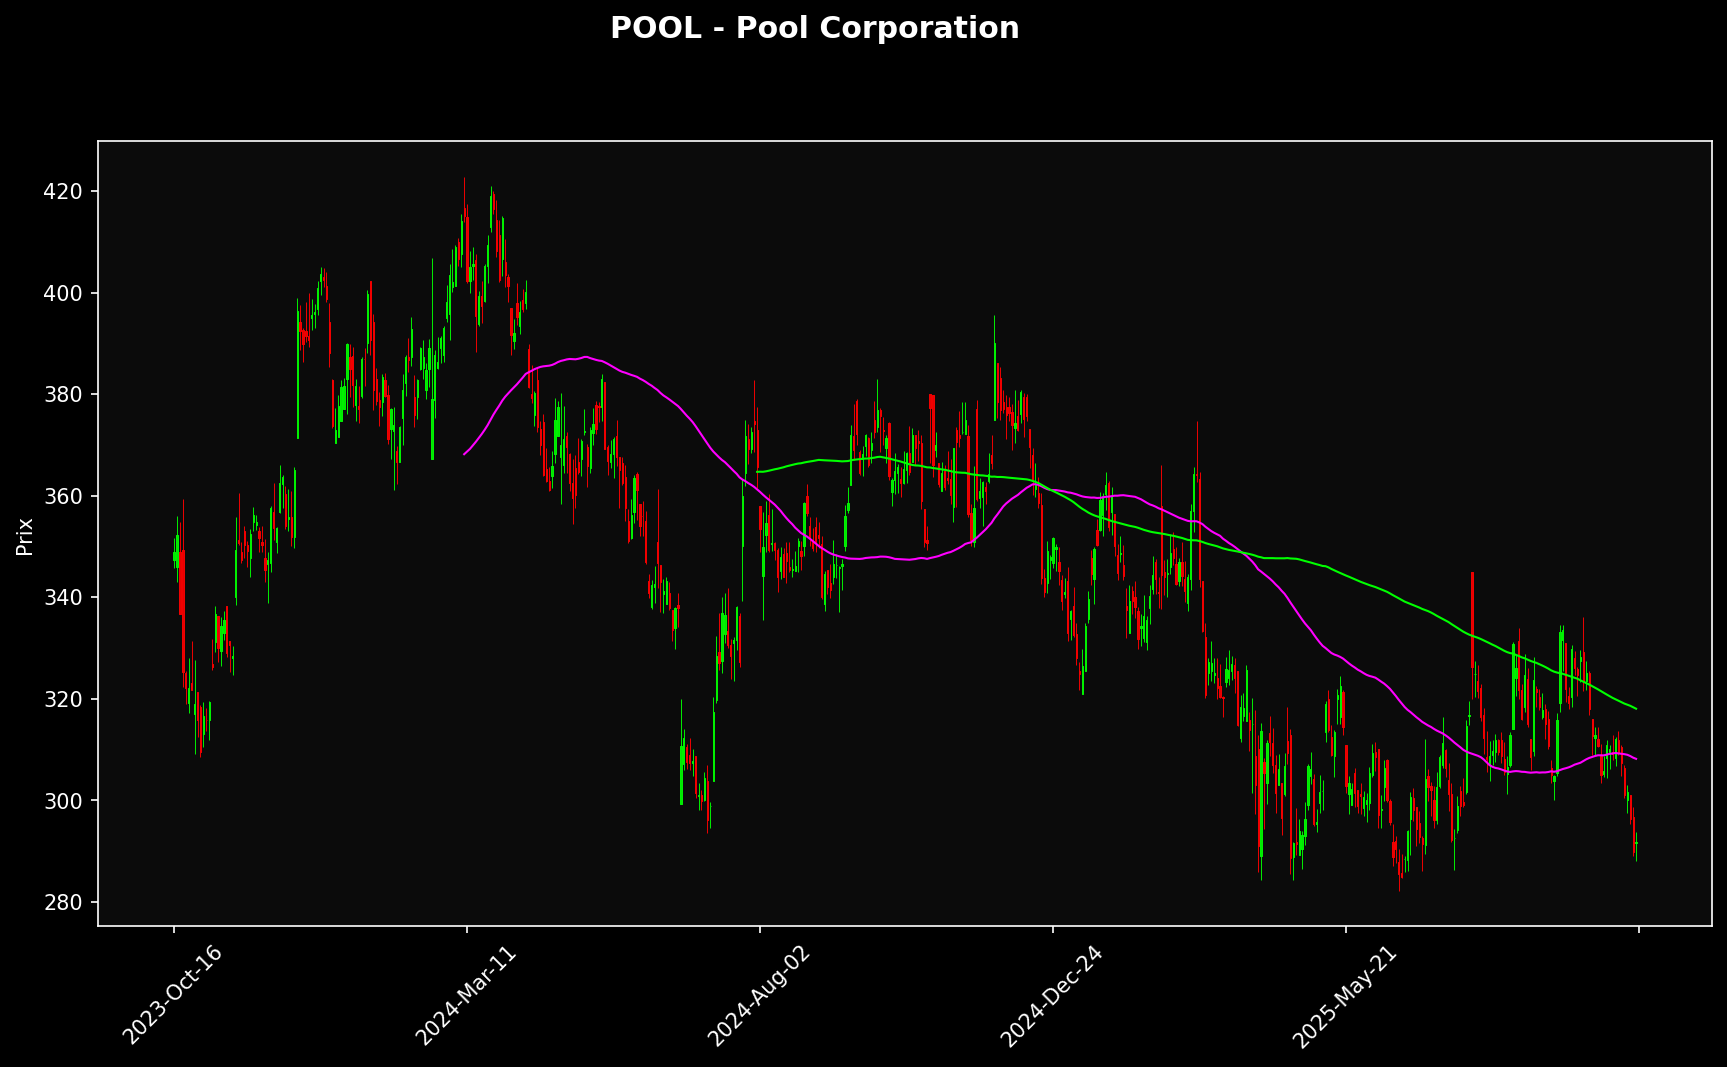 POOL - Pool Corporation
Prix
420
400
380
360
340
320
300
280
2023-Oct-16
2024-Mar-11
2024-Aug-02
2024-Dec-24
2025-May-21